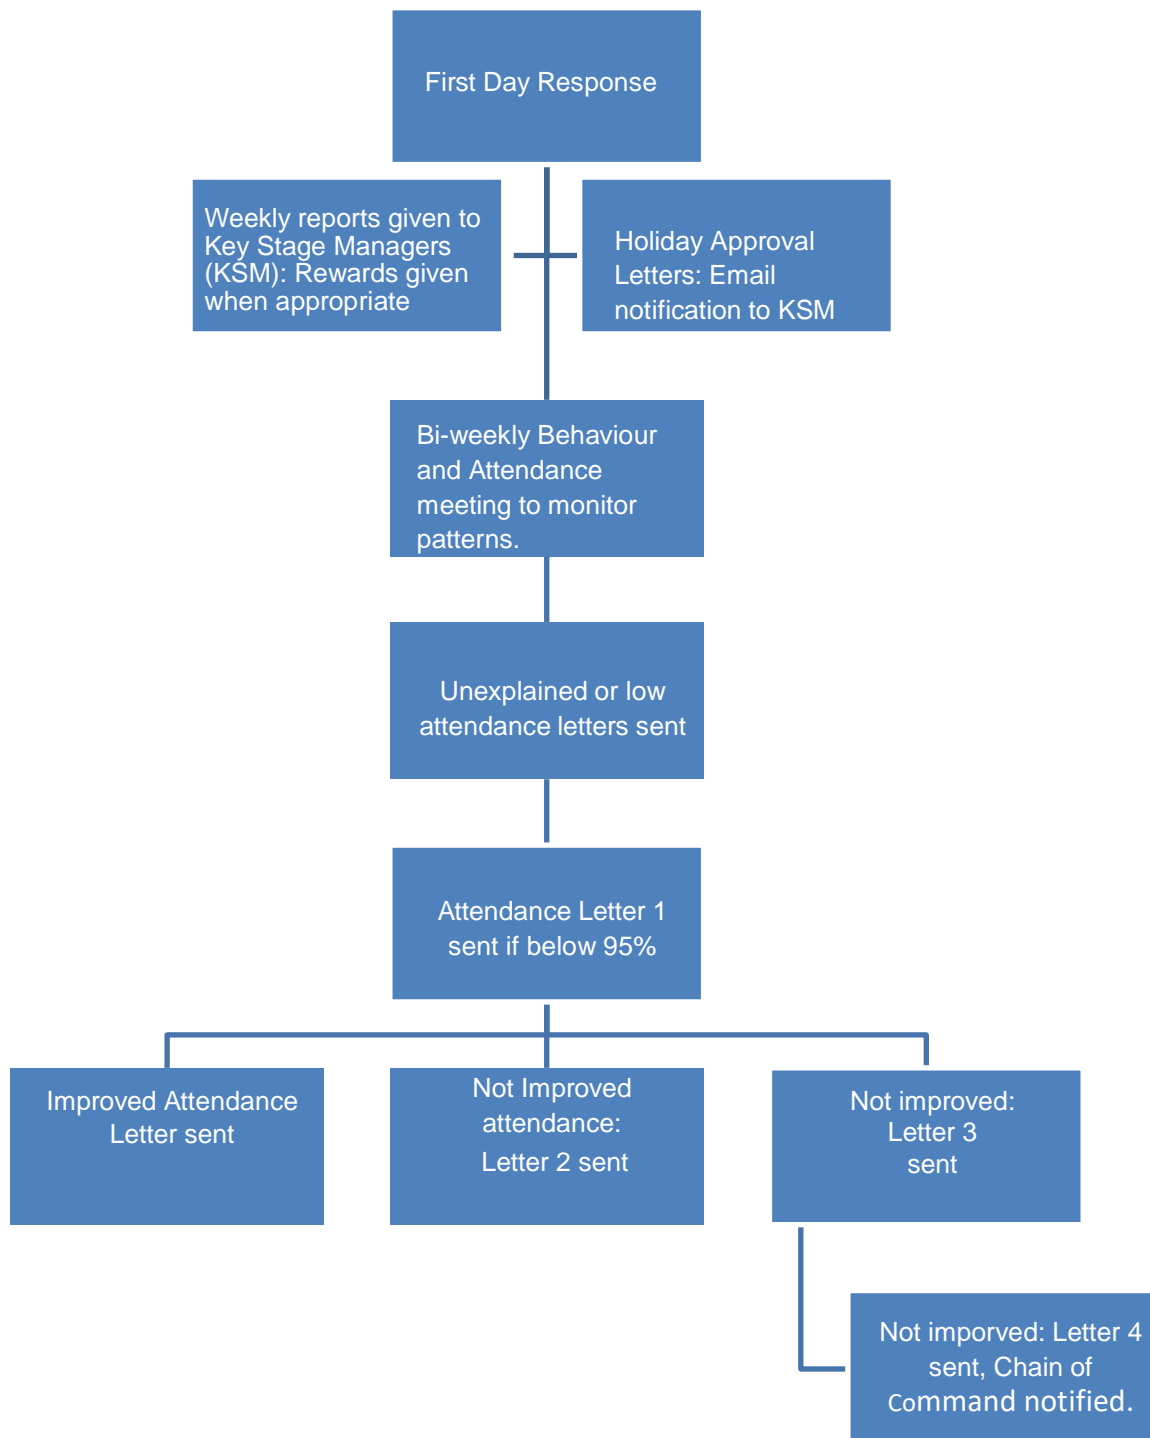 First Day Response
Weekly reports given to
Key Stage Managers
(KSM): Rewards given
when appropriate
Holiday Approval
Letters: Email
notification to KSM
Bi-weekly Behaviour
and Attendance
meeting to monitor
patterns.
Unexplained or low
attendance letters sent
Attendance Letter 1
sent if below 95%
Improved Attendance
Letter sent
Not Improved
attendance:
Letter 2 sent
Not improved:
Letter 3
sent
Not imporved: Letter 4
sent, Chain of
Command notified.